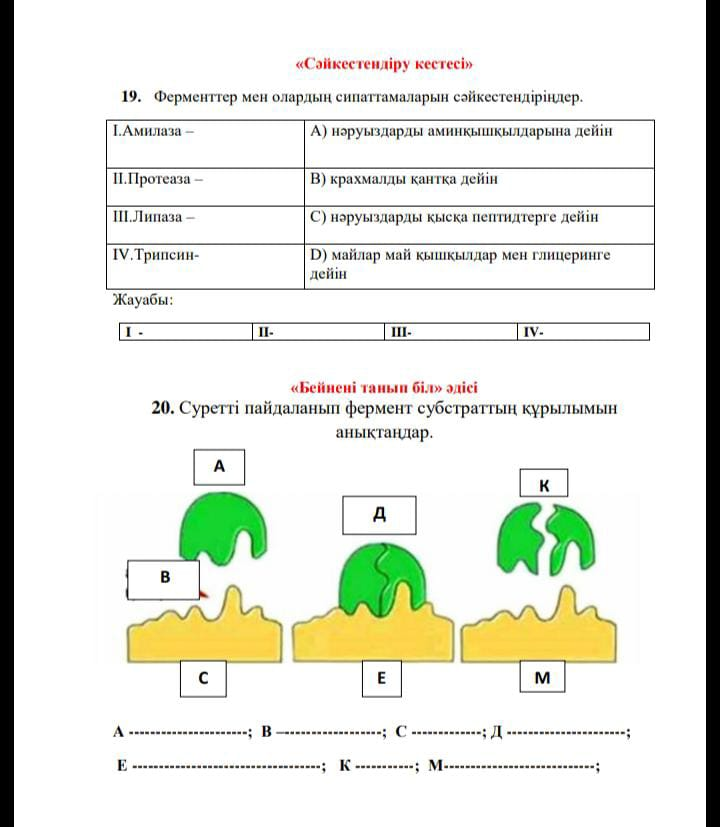 «Сәйкестендіру кестесі»
19. Ферменттер мен олардың сипаттамаларын сәйкестендіріңдер.
I.Амилаза –
А) нәруыздарды аминқышқылдарына дейін
II.Протеаза –
В) крахмалды қантқа дейін
III.Липаза –
С) нәруыздарды қысқа пептидтерге дейін
IV.Трипсин-
D) майлар май қышқылдар мен глицеринге
дейін
Жауабы:
I - II- III- IV-
«Бейнені танып біл» әдісі
20. Суретті пайдаланып фермент субстраттың құрылымын
анықтаңдар.
А
К
Д
В
С
Е
М
А ----------------------; В –-------------------; С -------------; Д ----------------------;
Е -----------------------------------; К -----------; М----------------------------;